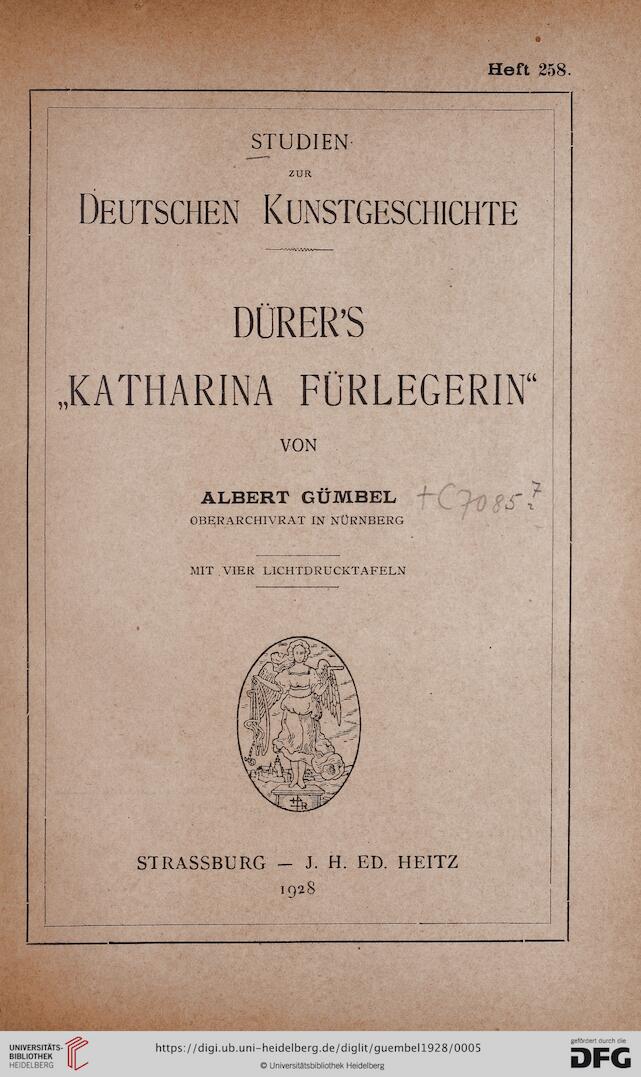 Heft 258.
STUDIEN
ZUR
DEUTSCHEN KUNSTGESCHICHTE
DÜRER'S
„KATHARINA FÜRLEGERIN“
VON
ALBERT GÜMBEL
+C7085
OBERARCHIVRAT IN NÜRNBERG
MIT VIER LICHTDRUCKTAFELN
STRASSBURG — J. H. ED. HEITZ
1928
UNIVERSITÄTS-
BIBLIOTHEK
HEIDELBERG
https://digi.ub.uni-heidelberg.de/diglit/guembel1928/0005
© Universitätsbibliothek Heidelberg
gefördert durch die
DFG